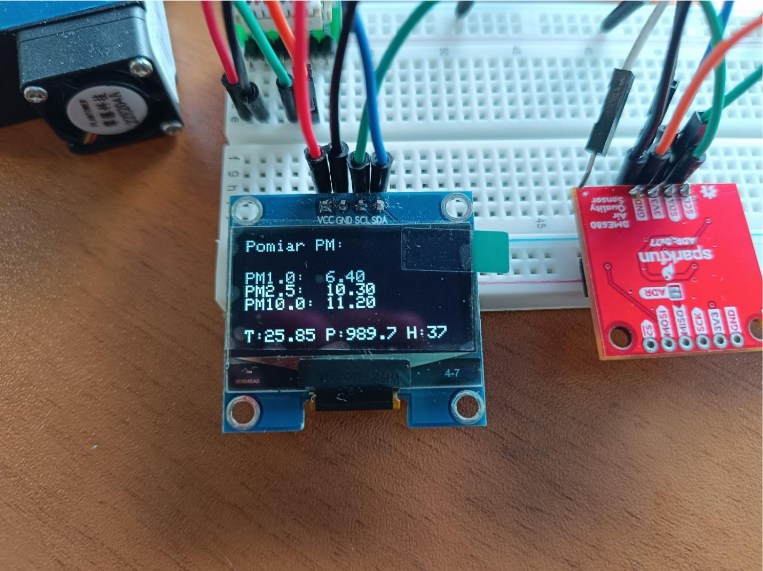 VCC GND SCL SDA
Pomiar PM:
PM1.0: 6.40
PM2.5: 10.30
PM10.0: 11.20
T:25.85 P:989.7 H:37
4-7
f
g
h
45
BME680
Air
Quality
Sensor
GND
SCL
ADR_0x77
sparkfun
ADR
CS
MOSI
MISO
SCK
3V3
GND